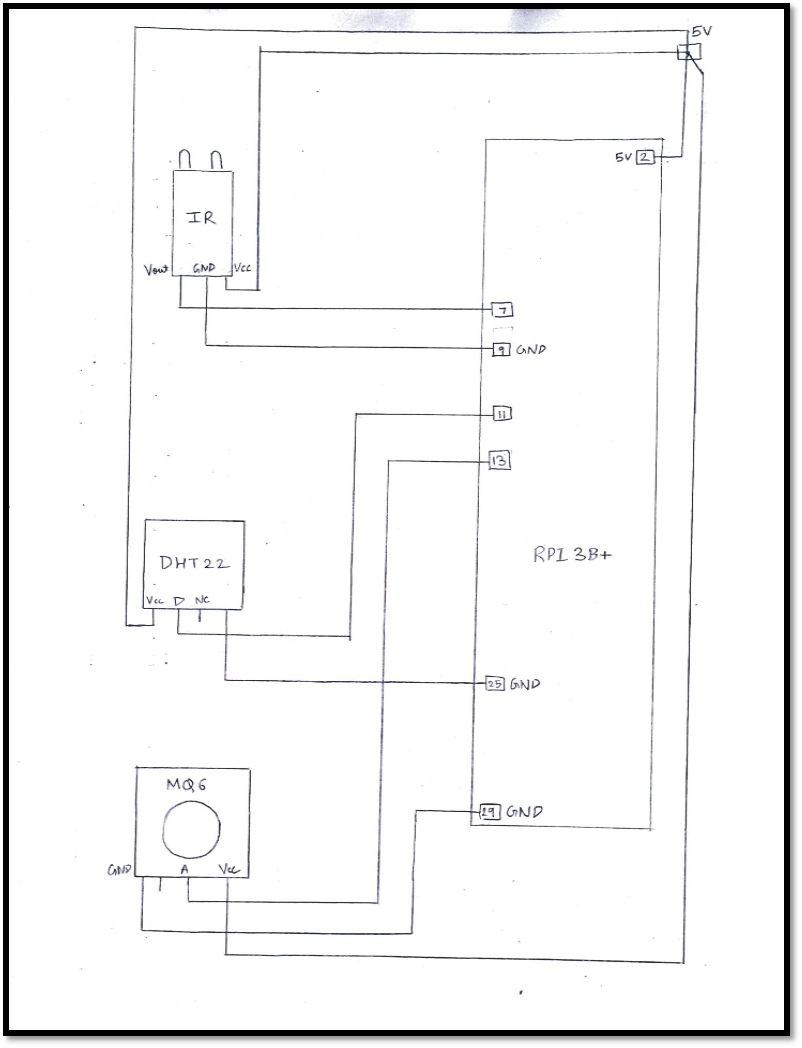 5V
5V 2
IR
Vout GND Vcc
7
9 GND
11
13
RPI 3B+
DHT22
Vcc D NC
25 GND
MQ6
29 GND
GND A Vcc